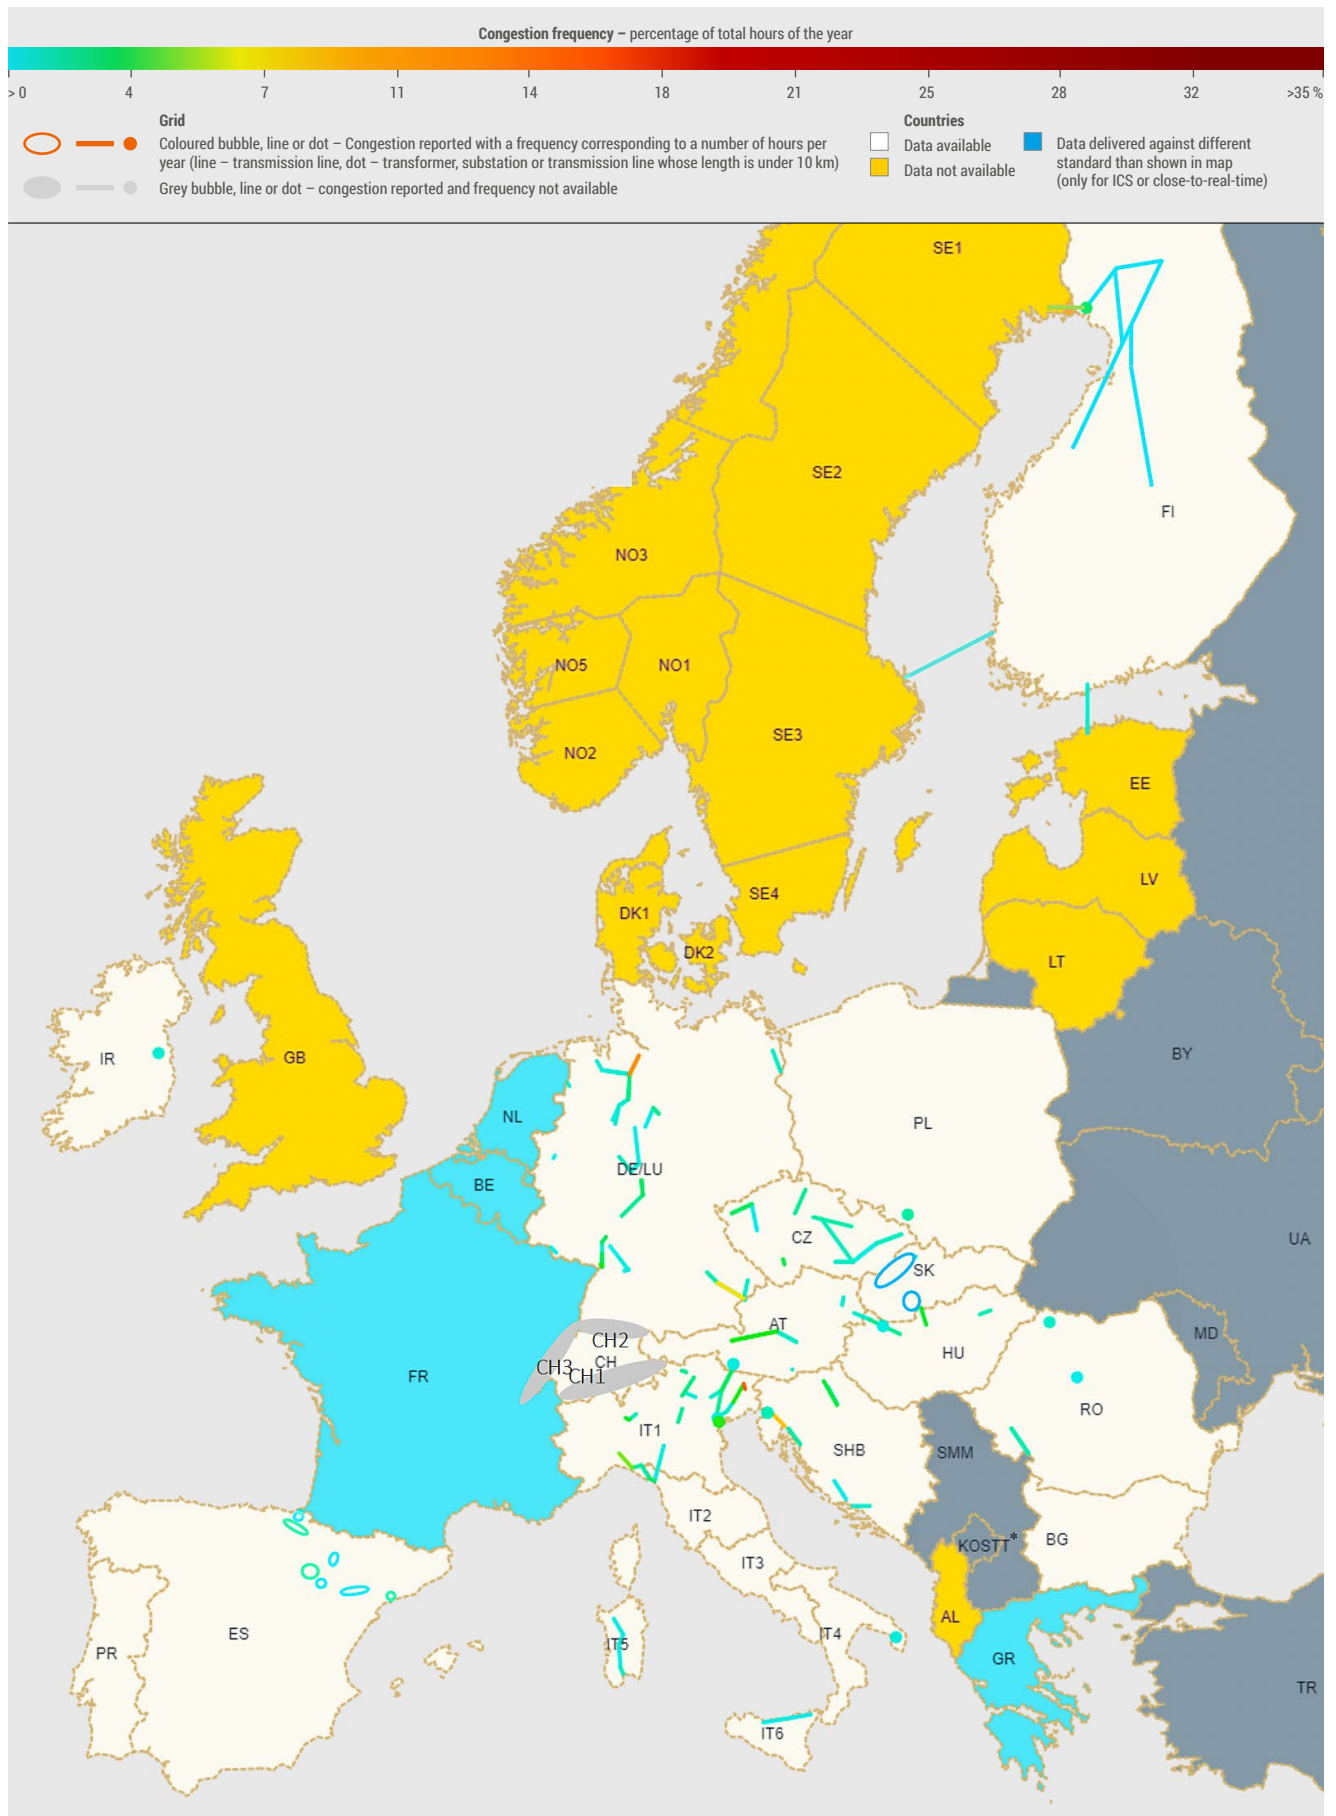 Congestion frequency – percentage of total hours of the year
> 0 4 7 11 14 18 21 25 28 32 >35 %
Grid
Coloured bubble, line or dot – Congestion reported with a frequency corresponding to a number of hours per
year (line – transmission line, dot – transformer, substation or transmission line whose length is under 10 km)
Grey bubble, line or dot – congestion reported and frequency not available
Countries
Data available
Data not available
Data delivered against different
standard than shown in map
(only for ICS or close-to-real-time)
SE1
SE2
FI
NO3
NO5
NO1
NO2
SE3
EE
LV
SE4
DK1
DK2
LT
IR
GB
BY
NL
PL
DE/LU
BE
CZ
UA
SK
AT
MD
CH2
HU
CH3
CH
CH1
FR
RO
IT1
SHB
SMM
IT2
KOSTT*
BG
IT3
AL
ES
IT4
IT5
PR
GR
TR
IT6